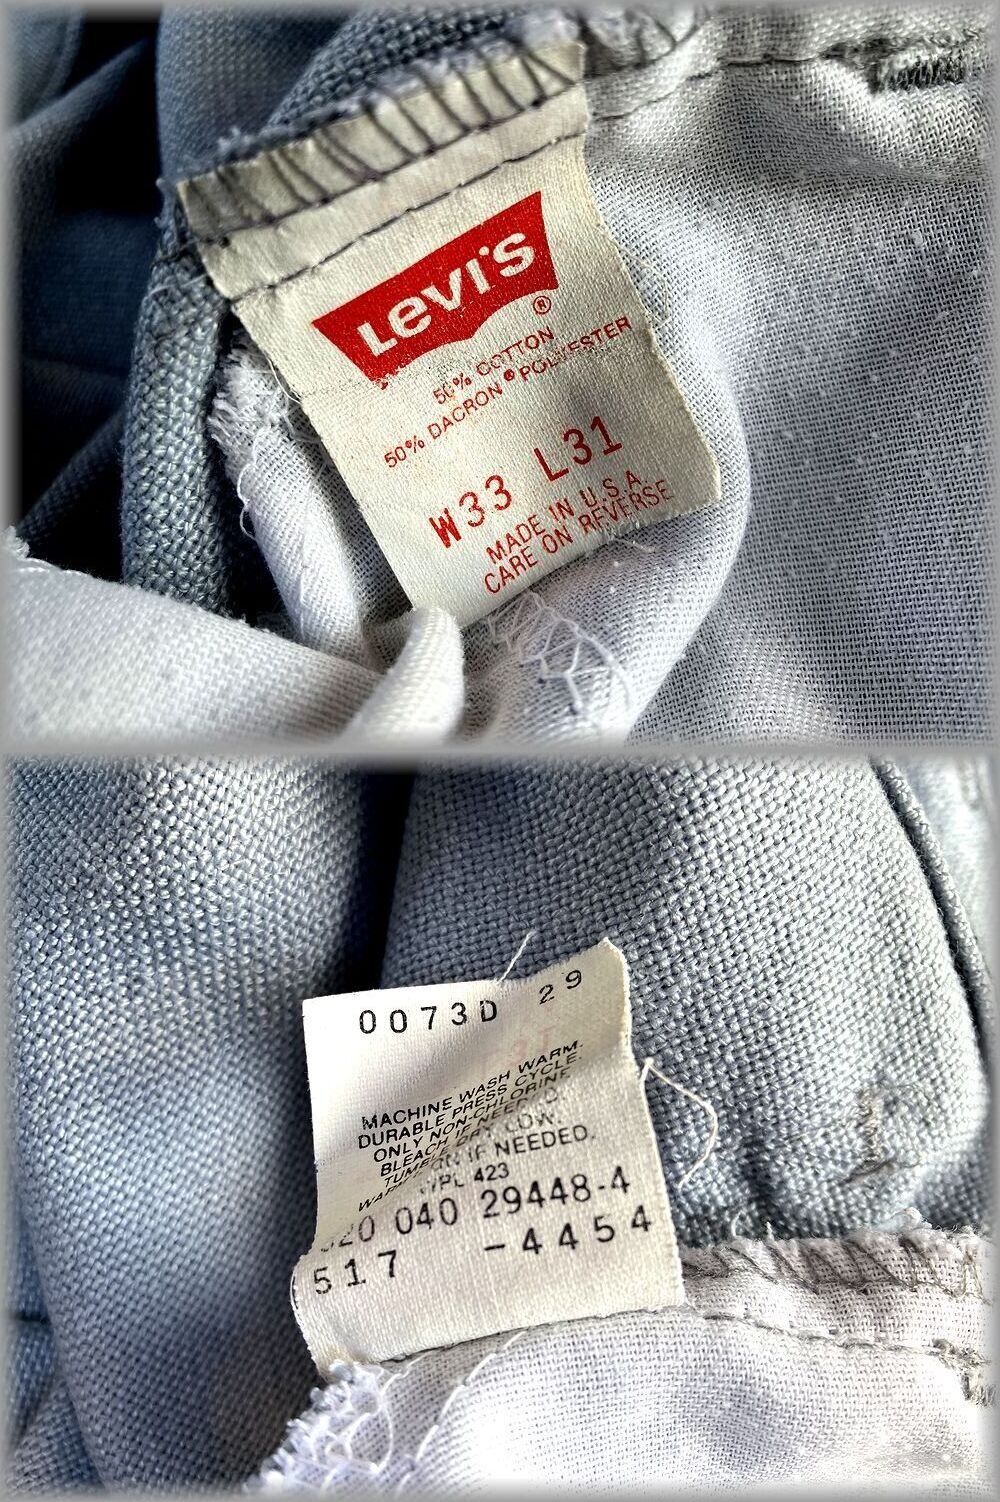 LEVI'S ®
50% COTTON
50% DACRON® POLYESTER
W33 L31
MADE IN U.S.A.
CARE ON REVERSE
0073D 29
MACHINE WASH WARM.
DURABLE PRESS CYCLE.
ONLY NON-CHLORINE
BLEACH IF NEEDED.
TUMBLE DRY LOW.
IF NEEDED.
WPL 423
040 29448-4
517 -4454